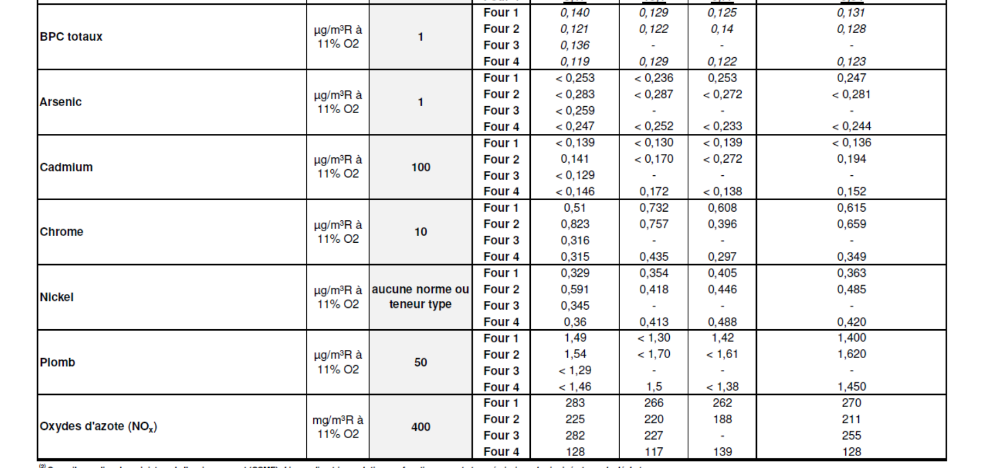 Four 1 0,140 0,129 0,125 0,131
Four 2 0,121 0,122 0,14 0,128
BPC totaux µg/m³R à 11% O2 1
Four 3 0,136 - - -
Four 4 0,119 0,129 0,122 0,123
Four 1 < 0,253 < 0,236 0,253 0,247
Four 2 < 0,283 < 0,287 < 0,272 < 0,281
Arsenic µg/m³R à 11% O2 1
Four 3 < 0,259 - - -
Four 4 < 0,247 < 0,252 < 0,233 < 0,244
Four 1 < 0,139 < 0,130 < 0,139 < 0,136
Four 2 0,141 < 0,170 < 0,272 0,194
Cadmium µg/m³R à 11% O2 100
Four 3 < 0,129 - - -
Four 4 < 0,146 0,172 < 0,138 0,152
Four 1 0,51 0,732 0,608 0,615
Four 2 0,823 0,757 0,396 0,659
Chrome µg/m³R à 11% O2 10
Four 3 0,316 - - -
Four 4 0,315 0,435 0,297 0,349
Four 1 0,329 0,354 0,405 0,363
Four 2 0,591 0,418 0,446 0,485
Nickel µg/m³R à 11% O2 aucune norme ou teneur type
Four 3 0,345 - - -
Four 4 0,36 0,413 0,488 0,420
Four 1 1,49 < 1,30 1,42 1,400
Four 2 1,54 < 1,70 < 1,61 1,620
Plomb µg/m³R à 11% O2 50
Four 3 < 1,29 - - -
Four 4 < 1,46 1,5 < 1,38 1,450
Four 1 283 266 262 270
Four 2 225 220 188 211
Oxydes d'azote (NOx) mg/m³R à 11% O2 400
Four 3 282 227 - 255
Four 4 128 117 139 128